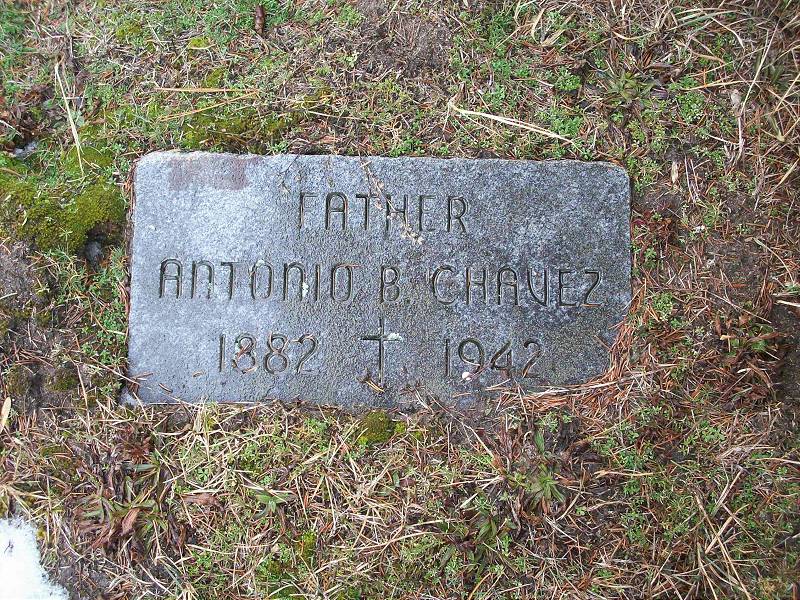 FATHER
ANTONIO B. CHAVEZ
1882 1942